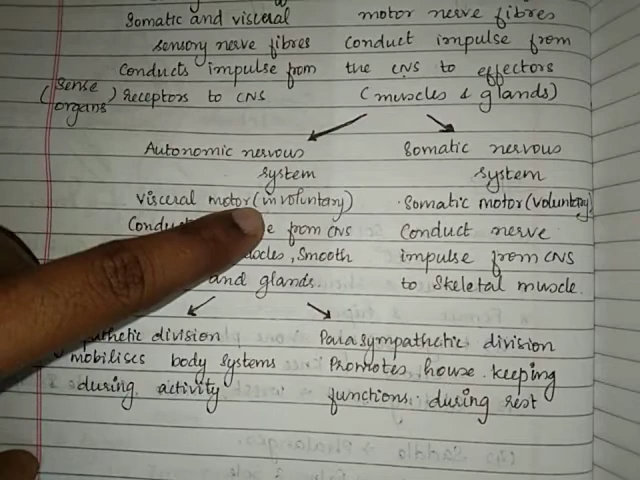 Somatic and visceral motor nerve fibres
sensory nerve fibres conduct impulse from
conducts impulse from the CNS to effectors
(sense organs) receptors to CNS (muscles & glands)
Autonomic nervous
system
visceral motor (involuntary)
from CNS
Smooth
and glands.
Somatic nervous
system
Somatic motor (voluntary)
Conduct nerve
impulse from CNS
to skeletal muscle.
pathetic division
mobilises body systems
during activity
Parasympathetic division
Promotes house keeping
functions during rest